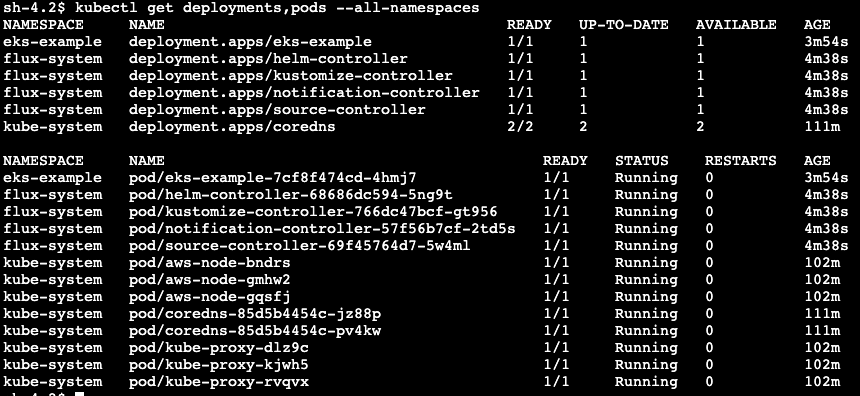 sh-4.2$ kubectl get deployments,pods --all-namespaces
NAMESPACE NAME READY UP-TO-DATE AVAILABLE AGE
eks-example deployment.apps/eks-example 1/1 1 1 3m54s
flux-system deployment.apps/helm-controller 1/1 1 1 4m38s
flux-system deployment.apps/kustomize-controller 1/1 1 1 4m38s
flux-system deployment.apps/notification-controller 1/1 1 1 4m38s
flux-system deployment.apps/source-controller 1/1 1 1 4m38s
kube-system deployment.apps/coredns 2/2 2 2 111m
NAMESPACE NAME READY STATUS RESTARTS AGE
eks-example pod/eks-example-7cf8f474cd-4hmj7 1/1 Running 0 3m54s
flux-system pod/helm-controller-68686dc594-5ng9t 1/1 Running 0 4m38s
flux-system pod/kustomize-controller-766dc47bcf-gt956 1/1 Running 0 4m38s
flux-system pod/notification-controller-57f56b7cf-2td5s 1/1 Running 0 4m38s
flux-system pod/source-controller-69f45764d7-5w4ml 1/1 Running 0 4m38s
kube-system pod/aws-node-bndrs 1/1 Running 0 102m
kube-system pod/aws-node-gmhw2 1/1 Running 0 102m
kube-system pod/aws-node-gqsfj 1/1 Running 0 102m
kube-system pod/coredns-85d5b4454c-jz88p 1/1 Running 0 111m
kube-system pod/coredns-85d5b4454c-pv4kw 1/1 Running 0 111m
kube-system pod/kube-proxy-dlz9c 1/1 Running 0 102m
kube-system pod/kube-proxy-kjwh5 1/1 Running 0 102m
kube-system pod/kube-proxy-rvqvx 1/1 Running 0 102m
sh-4.2$